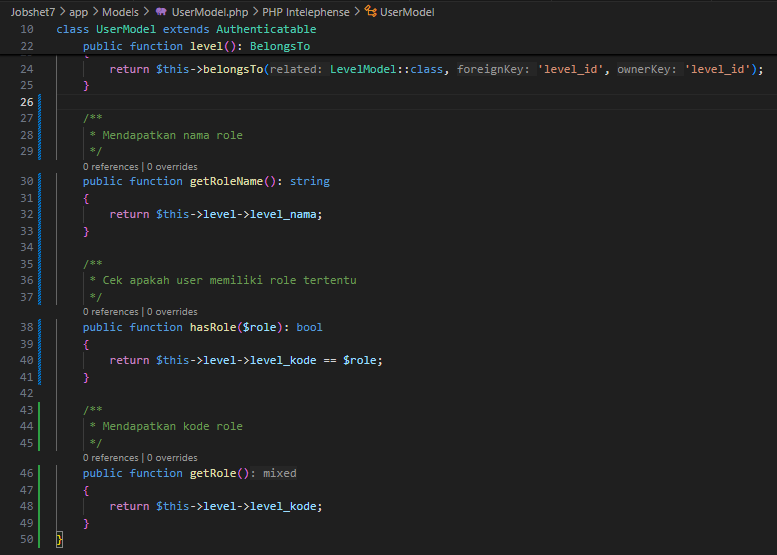 Jobshet7 > app > Models > UserModel.php > PHP Intelephense > UserModel
10 class UserModel extends Authenticatable
22 public function level(): BelongsTo
24 return $this->belongsTo(related: LevelModel::class, foreignKey: 'level_id', ownerKey: 'level_id');
25 }
26
27 /**
28 * Mendapatkan nama role
29 */
0 references | 0 overrides
30 public function getRoleName(): string
31 {
32 return $this->level->level_nama;
33 }
34
35 /**
36 * Cek apakah user memiliki role tertentu
37 */
0 references | 0 overrides
38 public function hasRole($role): bool
39 {
40 return $this->level->level_kode == $role;
41 }
42
43 /**
44 * Mendapatkan kode role
45 */
0 references | 0 overrides
46 public function getRole(): mixed
47 {
48 return $this->level->level_kode;
49 }
50 }